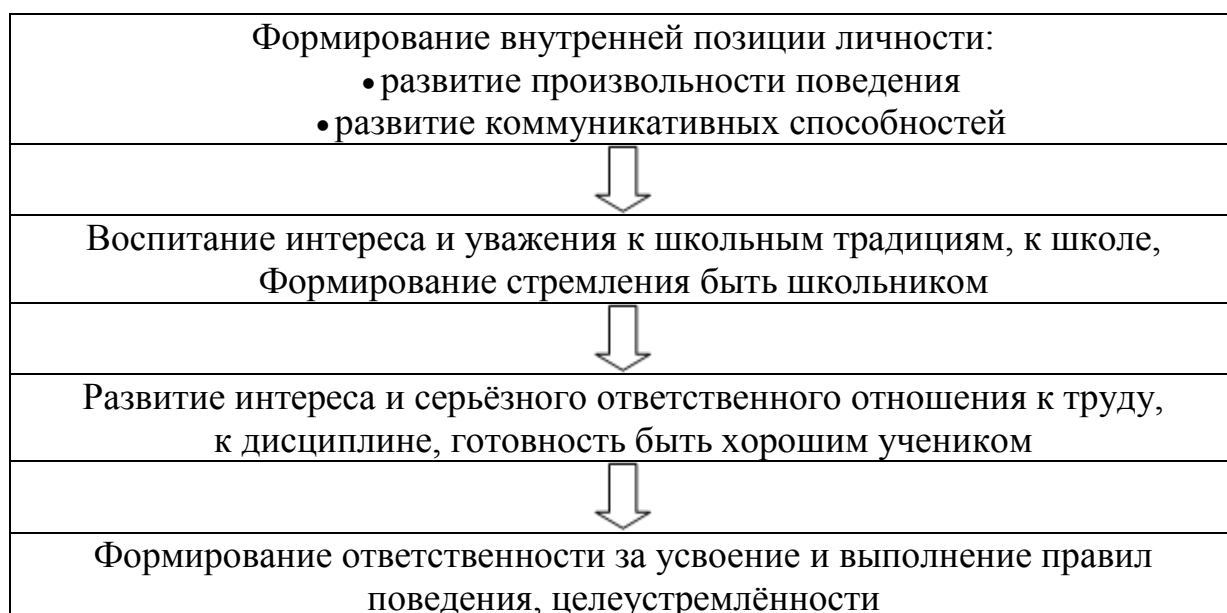 Формирование внутренней позиции личности:
• развитие произвольности поведения
• развитие коммуникативных способностей
Воспитание интереса и уважения к школьным традициям, к школе,
Формирование стремления быть школьником
Развитие интереса и серьёзного ответственного отношения к труду,
к дисциплине, готовность быть хорошим учеником
Формирование ответственности за усвоение и выполнение правил
поведения, целеустремлённости